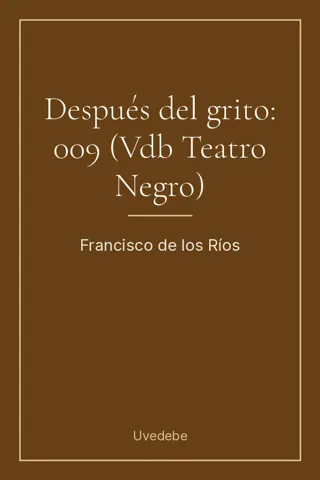 Después del grito:
009 (Vdb Teatro
Negro)
Francisco de los Ríos
Uvedebe